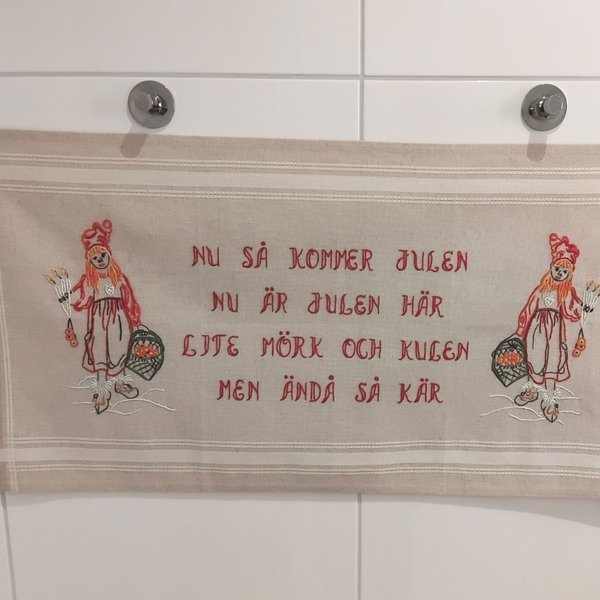 NU SÅ KOMMER JULEN
NU ÄR JULEN HÄR
LITE MÖRK OCH KULEN
MEN ÄNDÅ SÅ KÄR